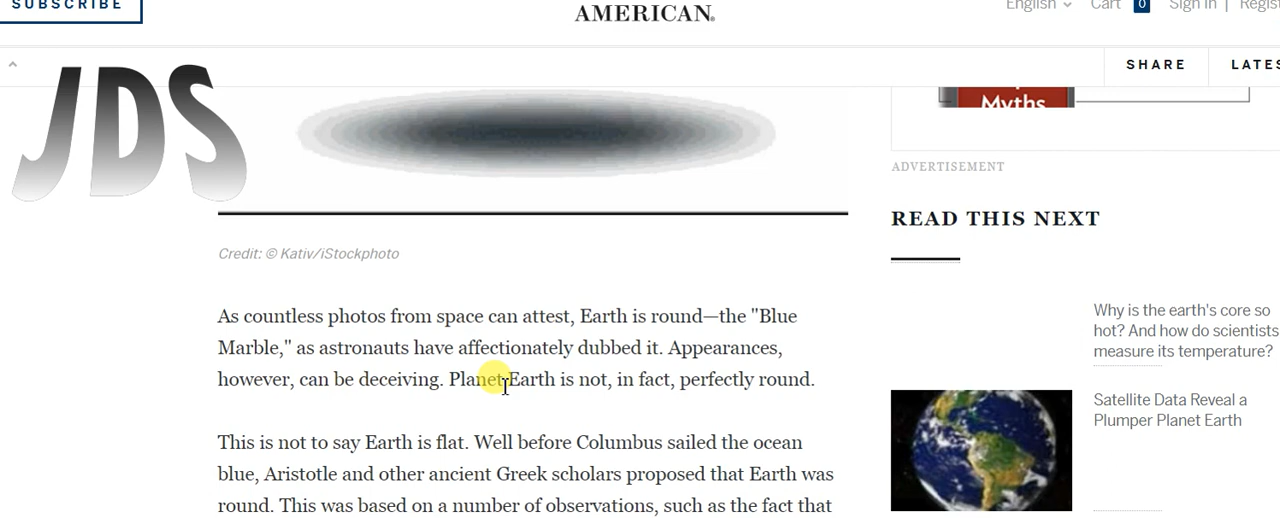 SUBSCRIBE
AMERICAN®
English
Cart 0
Sign In |
SHARE
JDS
Myths
ADVERTISEMENT
READ THIS NEXT
Credit: © Kativ/iStockphoto
As countless photos from space can attest, Earth is round—the "Blue
Marble," as astronauts have affectionately dubbed it. Appearances,
however, can be deceiving. Planet Earth is not, in fact, perfectly round.
This is not to say Earth is flat. Well before Columbus sailed the ocean
blue, Aristotle and other ancient Greek scholars proposed that Earth was
round. This was based on a number of observations, such as the fact that
Why is the earth's core so
hot? And how do scientists
measure its temperature?
Satellite Data Reveal a
Plumper Planet Earth